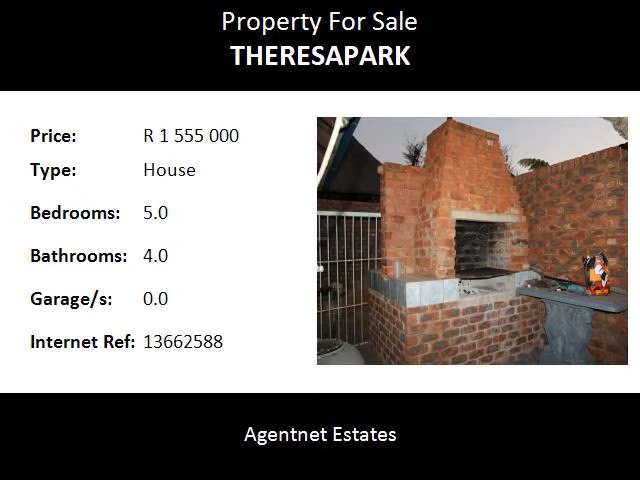 Property For Sale
THERESAPARK
Price: R 1 555 000
Type: House
Bedrooms: 5.0
Bathrooms: 4.0
Garage/s: 0.0
Internet Ref: 13662588
Agentnet Estates